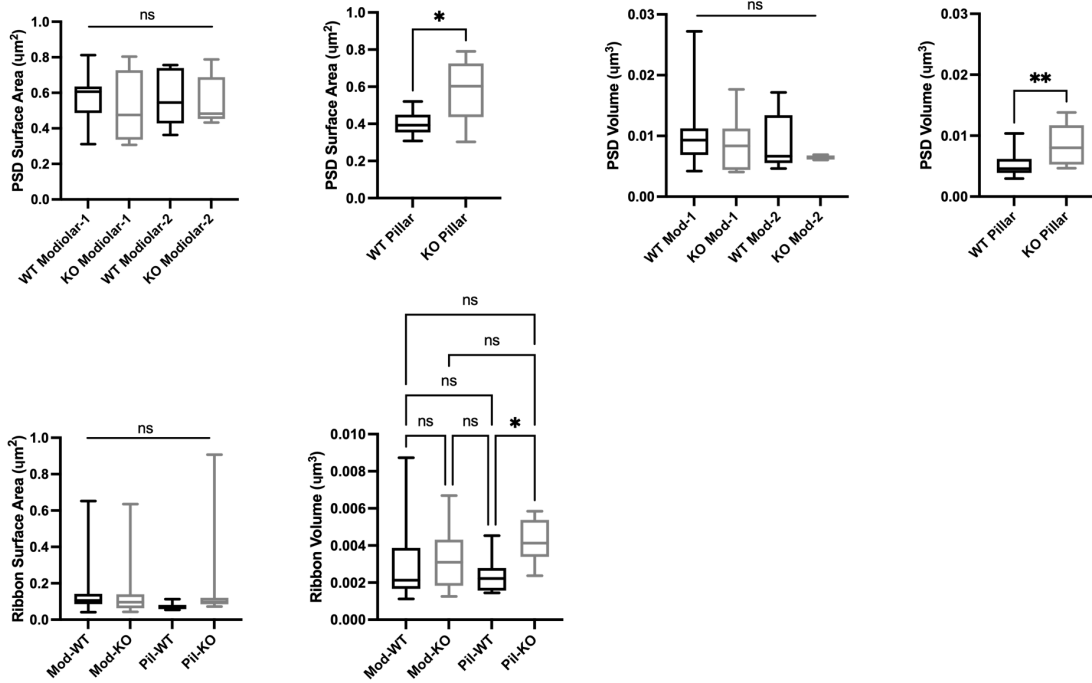 ns
PSD Surface Area (um²)
1.0
0.8
0.6
0.4
0.2
0.0
WT Modiolar-1
KO Modiolar-1
WT Modiolar-2
KO Modiolar-2
*
PSD Surface Area (um²)
1.0
0.8
0.6
0.4
0.2
0.0
WT Pillar
KO Pillar
ns
PSD Volume (um³)
0.03
0.02
0.01
0.00
WT Mod-1
KO Mod-1
WT Mod-2
KO Mod-2
**
PSD Volume (um³)
0.03
0.02
0.01
0.00
WT Pillar
KO Pillar
ns
Ribbon Surface Area (um²)
1.0
0.8
0.6
0.4
0.2
0.0
Mod-WT
Mod-KO
Pil-WT
Pil-KO
ns
ns
ns
ns
ns
*
Ribbon Volume (um³)
0.010
0.008
0.006
0.004
0.002
0.000
Mod-WT
Mod-KO
Pil-WT
Pil-KO